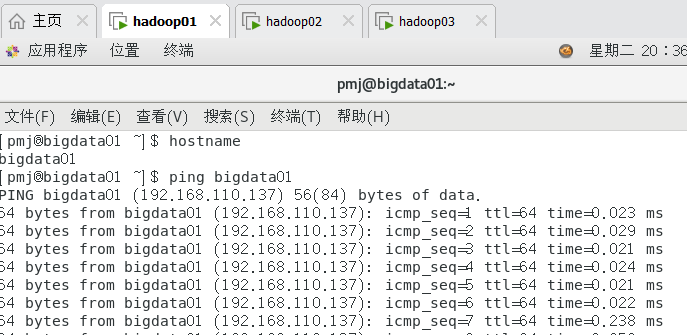 主页 hadoop01 hadoop02 hadoop03
应用程序 位置 终端 星期二 20：36
pmj@bigdata01:~
文件(F) 编辑(E) 查看(V) 搜索(S) 终端(T) 帮助(H)
[pmj@bigdata01 ~]$ hostname
bigdata01
[pmj@bigdata01 ~]$ ping bigdata01
PING bigdata01 (192.168.110.137) 56(84) bytes of data.
64 bytes from bigdata01 (192.168.110.137): icmp_seq=1 ttl=64 time=0.023 ms
64 bytes from bigdata01 (192.168.110.137): icmp_seq=2 ttl=64 time=0.029 ms
64 bytes from bigdata01 (192.168.110.137): icmp_seq=3 ttl=64 time=0.021 ms
64 bytes from bigdata01 (192.168.110.137): icmp_seq=4 ttl=64 time=0.024 ms
64 bytes from bigdata01 (192.168.110.137): icmp_seq=5 ttl=64 time=0.021 ms
64 bytes from bigdata01 (192.168.110.137): icmp_seq=6 ttl=64 time=0.022 ms
64 bytes from bigdata01 (192.168.110.137): icmp_seq=7 ttl=64 time=0.238 ms